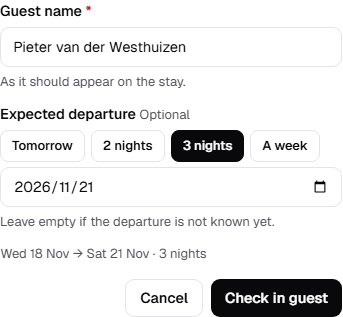 Guest name *
Pieter van der Westhuizen
As it should appear on the stay.
Expected departure Optional
Tomorrow 2 nights 3 nights A week
2026/11/21
Leave empty if the departure is not known yet.
Wed 18 Nov → Sat 21 Nov · 3 nights
Cancel Check in guest